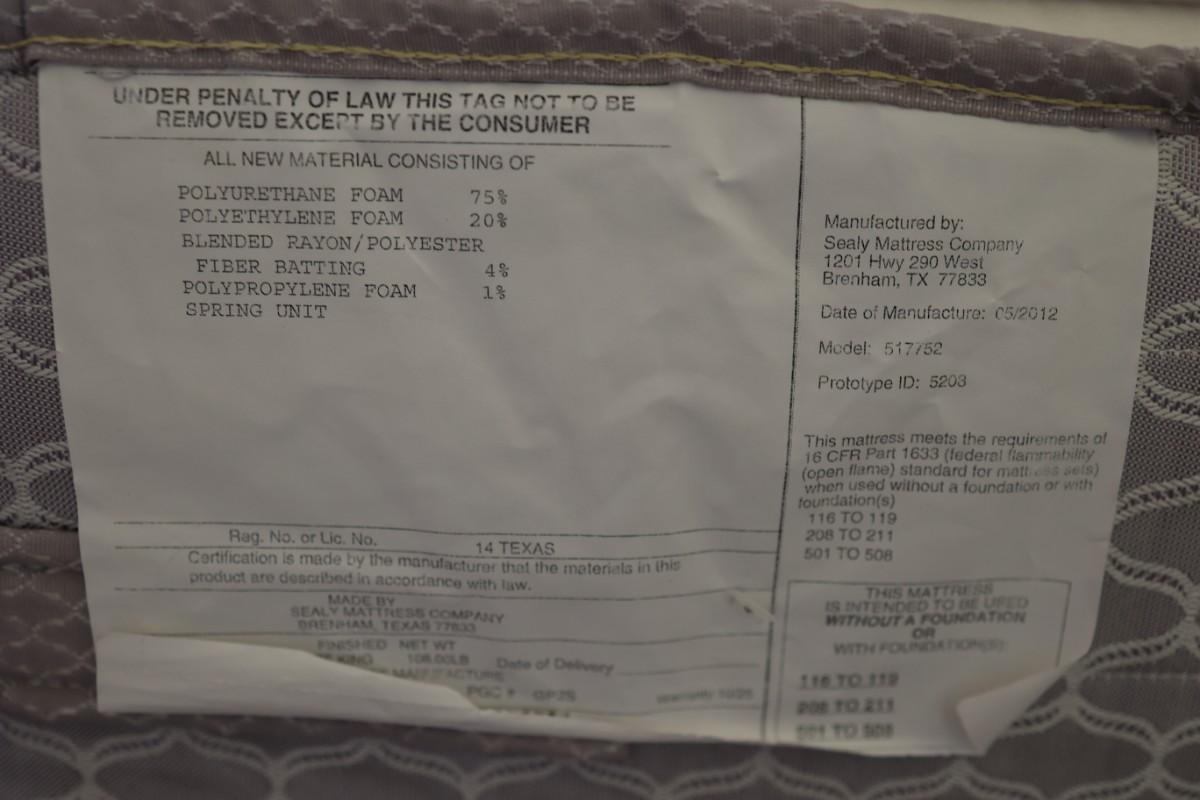 UNDER PENALTY OF LAW THIS TAG NOT TO BE
REMOVED EXCEPT BY THE CONSUMER
ALL NEW MATERIAL CONSISTING OF
POLYURETHANE FOAM 75%
POLYETHYLENE FOAM 20%
BLENDED RAYON/POLYESTER
FIBER BATTING 4%
POLYPROPYLENE FOAM 1%
SPRING UNIT
Reg. No. or Lic. No. 14 TEXAS
Certification is made by the manufacturer that the materials in this
product are described in accordance with law.
MADE BY
SEALY MATTRESS COMPANY
BRENHAM, TEXAS 77833
FINISHED NET WT
KING 108.00LB Date of Delivery
MANUFACTURE
PGC #
warranty 10/25
Manufactured by:
Sealy Mattress Company
1201 Hwy 290 West
Brenham, TX 77833
Date of Manufacture: 05/2012
Model: 517752
Prototype ID: 5203
This mattress meets the requirements of
16 CFR Part 1633 (federal flammability
(open flame) standard for mattress sets)
when used without a foundation or with
foundation(s)
116 TO 119
208 TO 211
501 TO 508
THIS MATTRESS
IS INTENDED TO BE USED
WITHOUT A FOUNDATION
OR
WITH FOUNDATION(S):
116 TO 119
208 TO 211
501 TO 508